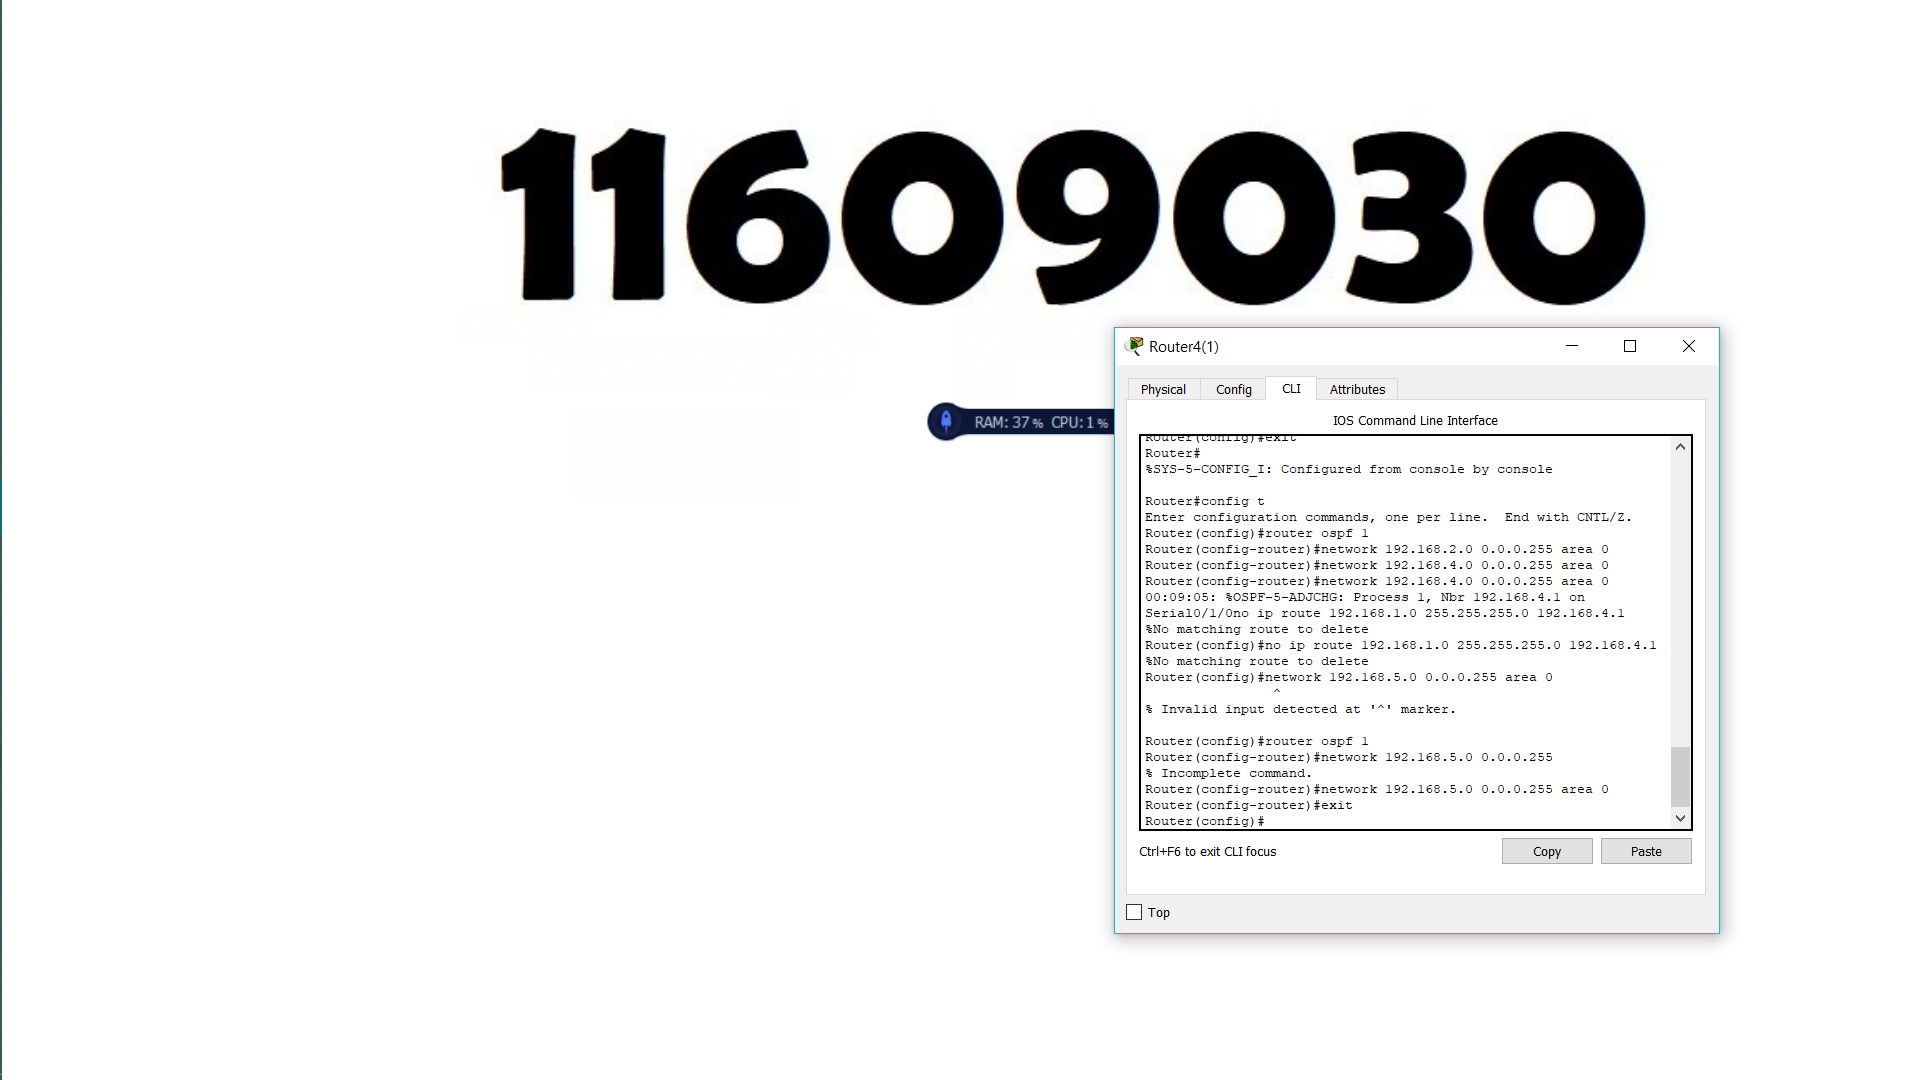 11609030
Router4(1)
Physical Config CLI Attributes
IOS Command Line Interface
RAM: 37 % CPU: 1 %
Router(config)#exit
Router#
%SYS-5-CONFIG_I: Configured from console by console
Router#config t
Enter configuration commands, one per line.  End with CNTL/Z.
Router(config)#router ospf 1
Router(config-router)#network 192.168.2.0 0.0.0.255 area 0
Router(config-router)#network 192.168.4.0 0.0.0.255 area 0
Router(config-router)#network 192.168.4.0 0.0.0.255 area 0
00:09:05: %OSPF-5-ADJCHG: Process 1, Nbr 192.168.4.1 on
Serial0/1/0no ip route 192.168.1.0 255.255.255.0 192.168.4.1
%No matching route to delete
Router(config)#no ip route 192.168.1.0 255.255.255.0 192.168.4.1
%No matching route to delete
Router(config)#network 192.168.5.0 0.0.0.255 area 0
^
% Invalid input detected at '^' marker.
Router(config)#router ospf 1
Router(config-router)#network 192.168.5.0 0.0.0.255
% Incomplete command.
Router(config-router)#network 192.168.5.0 0.0.0.255 area 0
Router(config-router)#exit
Router(config)#
Ctrl+F6 to exit CLI focus
Copy Paste
Top